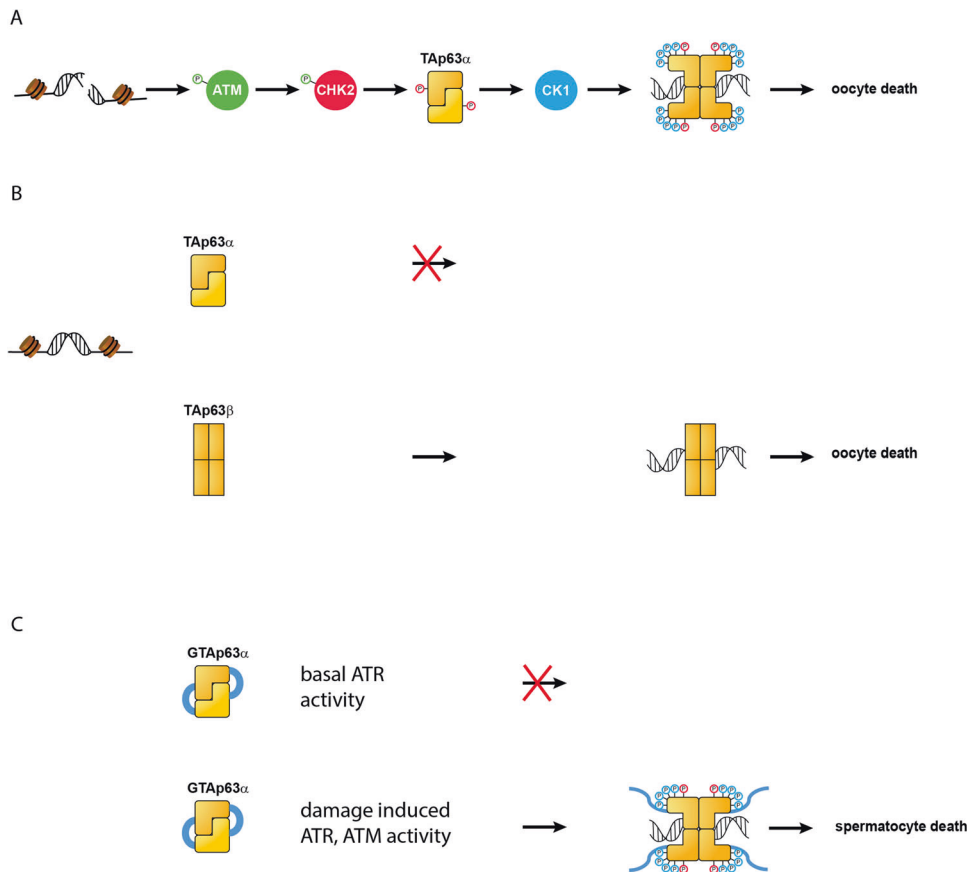 A
TAp63α
P
ATM
P
CHK2
P
P
CK1
P P P P P P P P P P
P P P P P P P P P P
oocyte death
B
TAp63α
TAp63β
oocyte death
C
GTAp63α
basal ATR
activity
GTAp63α
damage induced
ATR, ATM activity
P P P P P P P P P P
P P P P P P P P P P
spermatocyte death